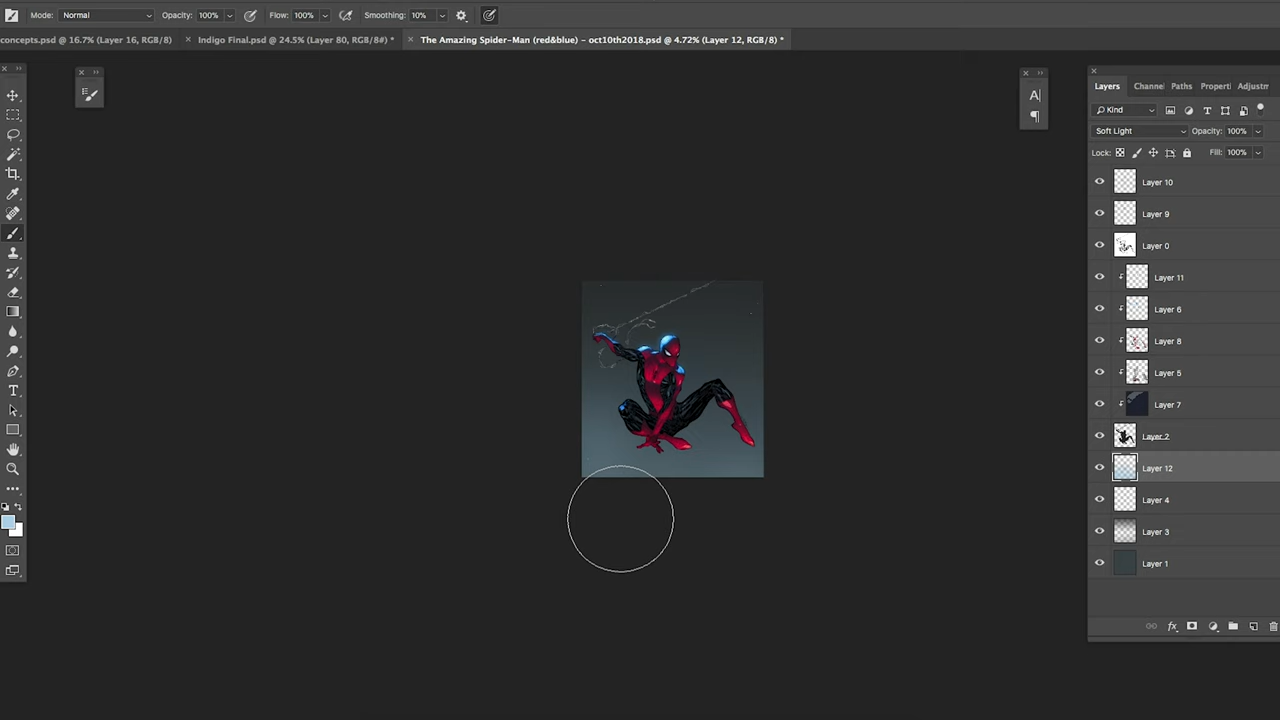 Mode: Normal Opacity: 100% Flow: 100% Smoothing: 10%
concepts.psd @ 16.7% (Layer 16, RGB/8) × Indigo Final.psd @ 24.5% (Layer 80, RGB/8#) * × The Amazing Spider-Man (red&blue) – oct10th2018.psd @ 4.72% (Layer 12, RGB/8) *
Layers Channe Paths Properti Adjustm
Kind
Soft Light Opacity: 100%
Lock: Fill: 100%
Layer 10
Layer 9
Layer 0
Layer 11
Layer 6
Layer 8
Layer 5
Layer 7
Layer 2
Layer 12
Layer 4
Layer 3
Layer 1